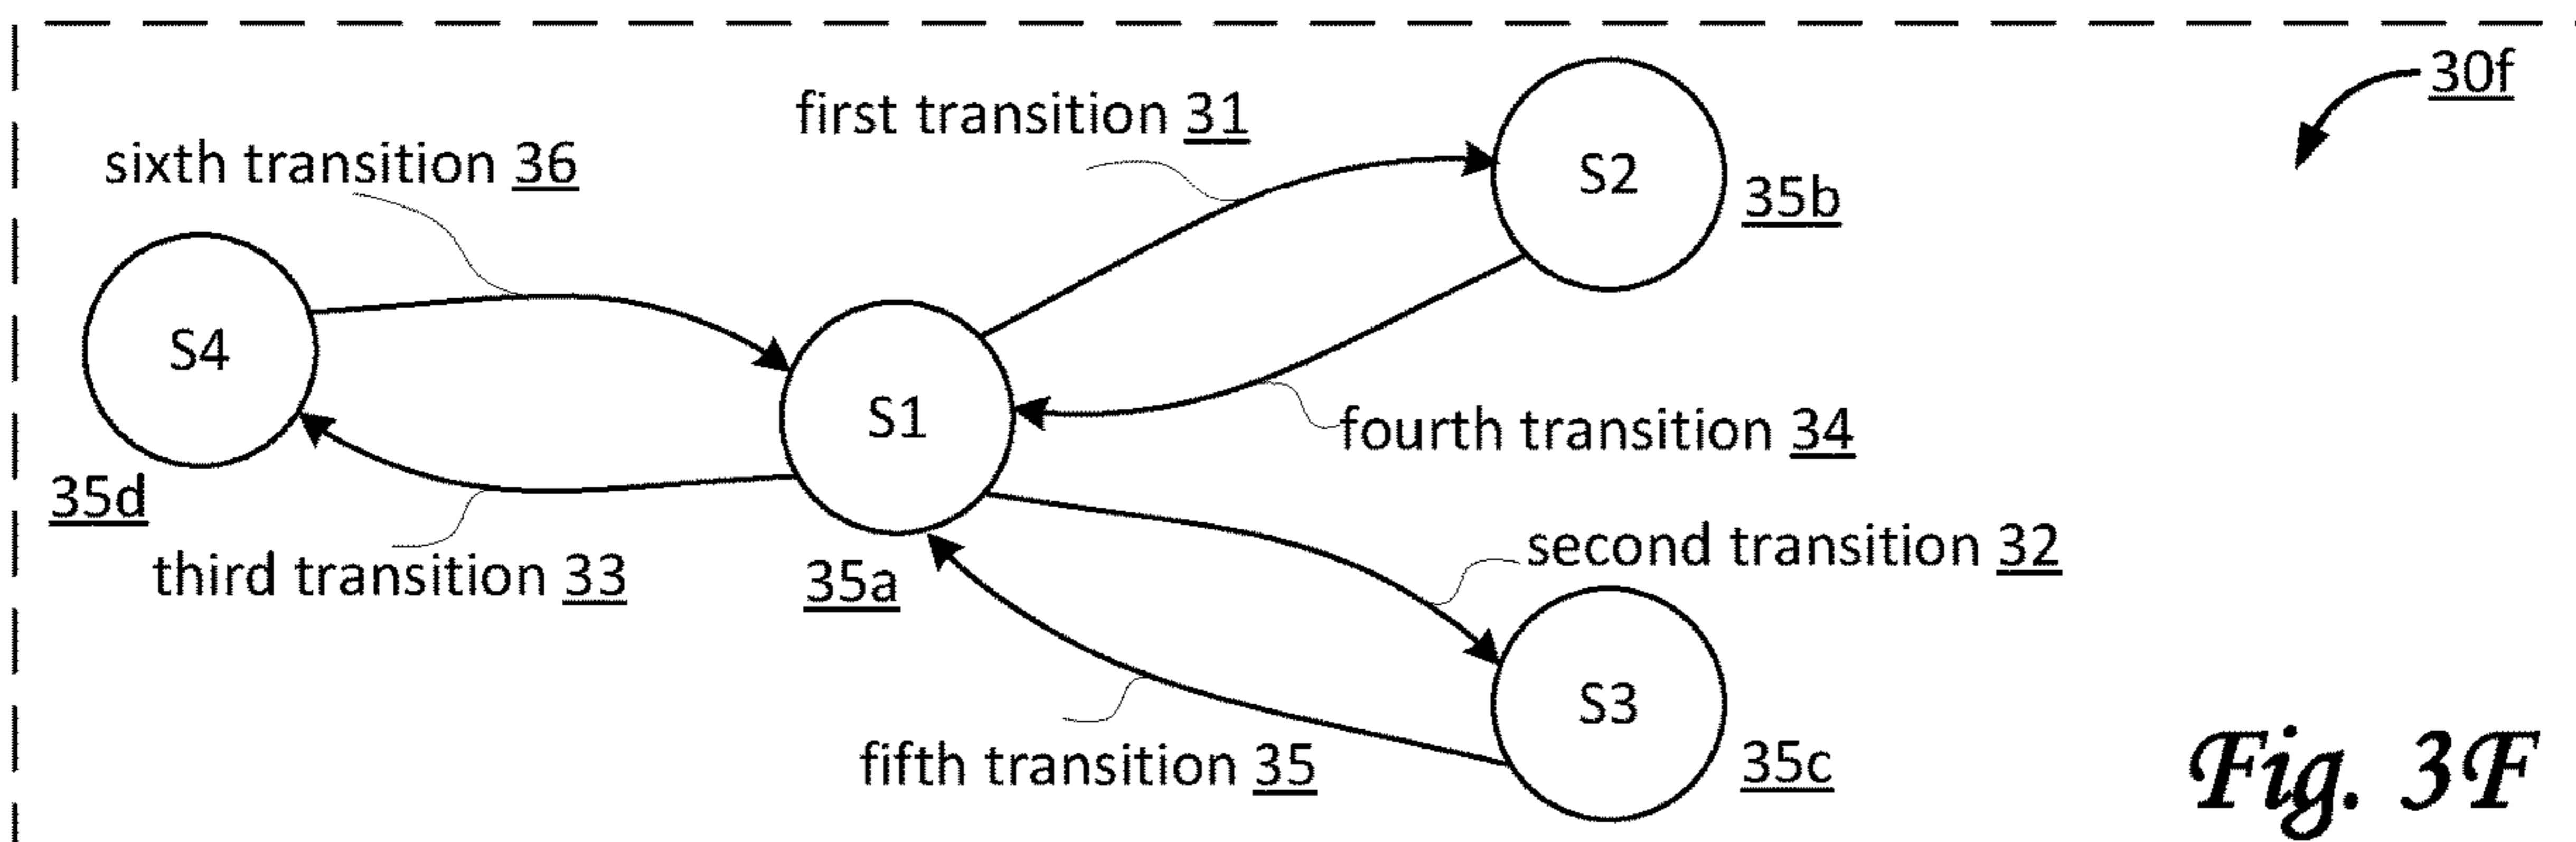 30f
first transition 31
sixth transition 36
S2
35b
S4
S1
fourth transition 34
35d
third transition 33
35a
second transition 32
S3
fifth transition 35
35c
Fig. 3F